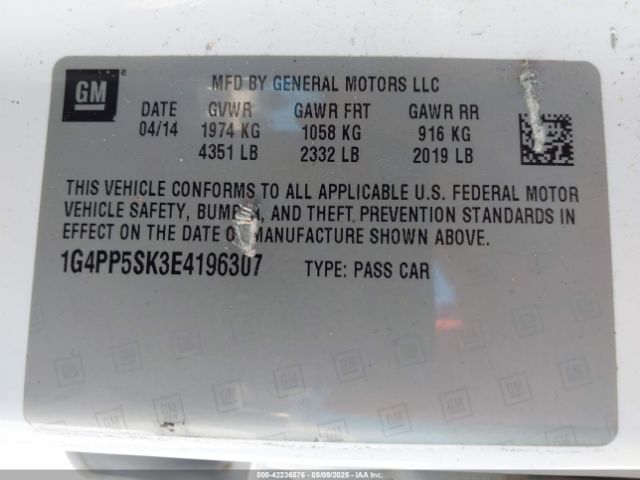 GM
MFD BY GENERAL MOTORS LLC
DATE GVWR GAWR FRT GAWR RR
04/14 1974 KG 1058 KG 916 KG
4351 LB 2332 LB 2019 LB
THIS VEHICLE CONFORMS TO ALL APPLICABLE U.S. FEDERAL MOTOR
VEHICLE SAFETY, BUMPER, AND THEFT PREVENTION STANDARDS IN
EFFECT ON THE DATE OF MANUFACTURE SHOWN ABOVE.
1G4PP5SK3E4196307 TYPE: PASS CAR
000-42236576 - 05/09/2025 - IAAI.COM